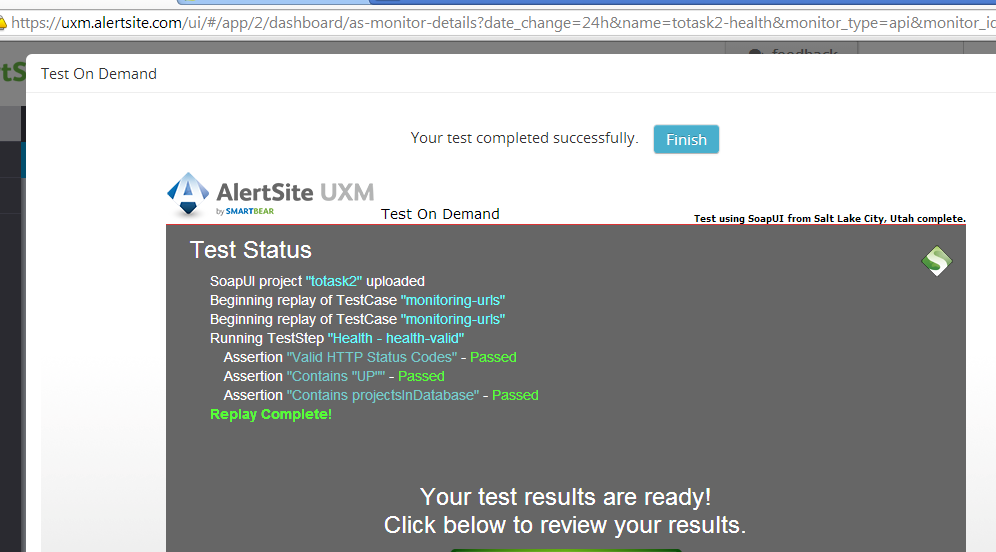 https://uxm.alertsite.com/ui/#/app/2/dashboard/as-monitor-details?date_change=24h&name=totask2-health&monitor_type=api&monitor_id
feedback
tS
Test On Demand
Your test completed successfully. Finish
AlertSite UXM
by SMARTBEAR
Test On Demand
Test using SoapUI from Salt Lake City, Utah complete.
Test Status
SoapUI project "totask2" uploaded
Beginning replay of TestCase "monitoring-urls"
Beginning replay of TestCase "monitoring-urls"
Running TestStep "Health - health-valid"
Assertion "Valid HTTP Status Codes" - Passed
Assertion "Contains "UP"" - Passed
Assertion "Contains projectsInDatabase" - Passed
Replay Complete!
Your test results are ready!
Click below to review your results.